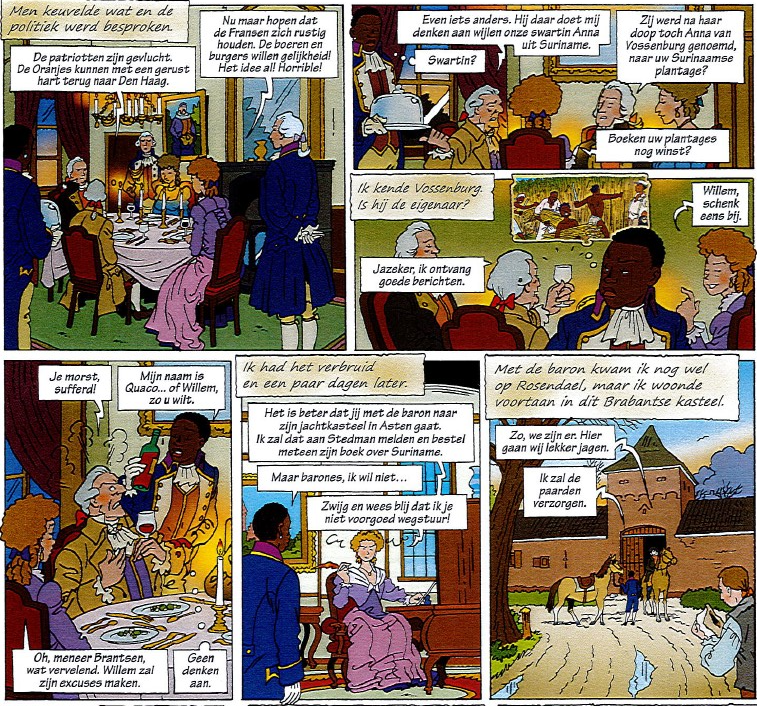 Men keuvelde wat en de
politiek werd besproken.
De patriotten zijn gevlucht.
De Oranjes kunnen met een gerust
hart terug naar Den Haag.
Nu maar hopen dat
de Fransen zich rustig
houden. De boeren en
burgers willen gelijkheid!
Het idee al! Horrible!
Even iets anders. Hij daar doet mij
denken aan wijlen onze swartin Anna
uit Suriname.
Swartin?
Zij werd na haar
doop toch Anna van
Vossenburg genoemd,
naar uw Surinaamse
plantage?
Boeken uw plantages
nog winst?
Ik kende Vossenburg.
Is hij de eigenaar?
Jazeker, ik ontvang
goede berichten.
Willem,
schenk
eens bij.
Je morst,
sufferd!
Mijn naam is
Quaco... of Willem,
zo u wilt.
Oh, meneer Brantsen,
wat vervelend. Willem zal
zijn excuses maken.
Geen
denken
aan.
Ik had het verbruid
en een paar dagen later.
Het is beter dat jij met de baron naar
zijn jachtkasteel in Asten gaat.
Ik zal dat aan Stedman melden en bestel
meteen zijn boek over Suriname.
Maar barones, ik wil niet...
Zwijg en wees blij dat ik je
niet voorgoed wegstuur!
Met de baron kwam ik nog wel
op Rosendael, maar ik woonde
voortaan in dit Brabantse kasteel.
Zo, we zijn er. Hier
gaan wij lekker jagen.
Ik zal de
paarden
verzorgen.